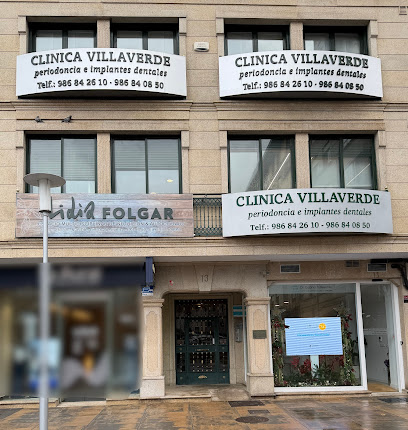 CLINICA VILLAVERDE
periodoncia e implantes dentales
Telf.: 986 84 26 10 - 986 84 08 50
CLINICA VILLAVERDE
periodoncia e implantes dentales
Telf.: 986 84 26 10 - 986 84 08 50
FOLGAR
CLINICA VILLAVERDE
periodoncia e implantes dentales
Telf.: 986 84 26 10 - 986 84 08 50
13